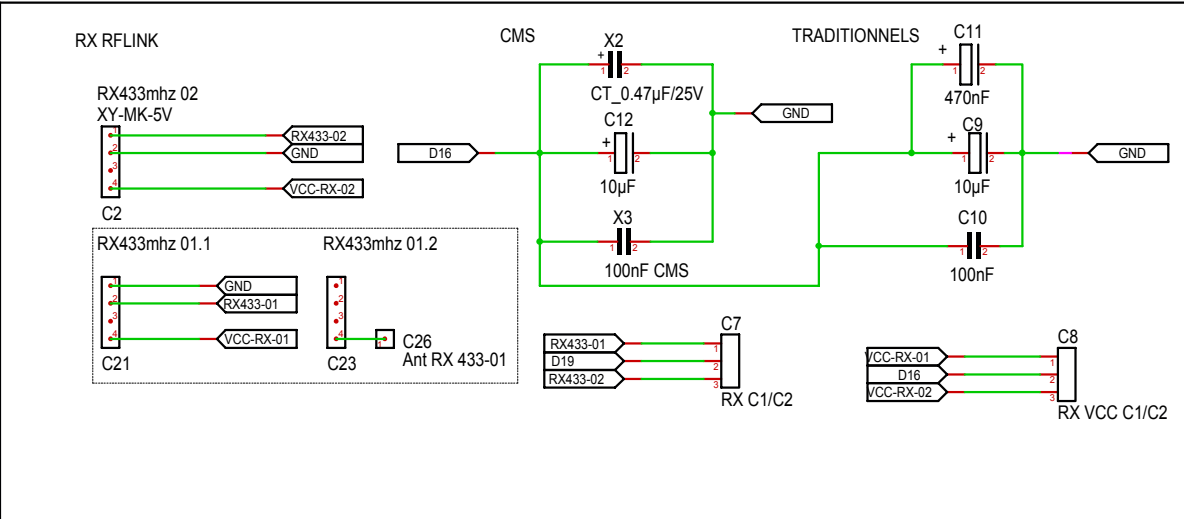 RX RFLINK
CMS
TRADITIONNELS
RX433mhz 02
XY-MK-5V
1
2
3
4
RX433-02
GND
VCC-RX-02
C2
RX433mhz 01.1
1
2
3
4
GND
RX433-01
VCC-RX-01
C21
RX433mhz 01.2
1
2
3
4
C23
1
C26
Ant RX 433-01
D16
X2
+
1 2
CT_0.47µF/25V
C12
+
1 2
10µF
X3
1 2
100nF CMS
GND
C11
+
1 2
470nF
C9
+
1 2
10µF
C10
1 2
100nF
GND
C7
RX433-01
D19
RX433-02
1
2
3
RX C1/C2
C8
VCC-RX-01
D16
VCC-RX-02
1
2
3
RX VCC C1/C2